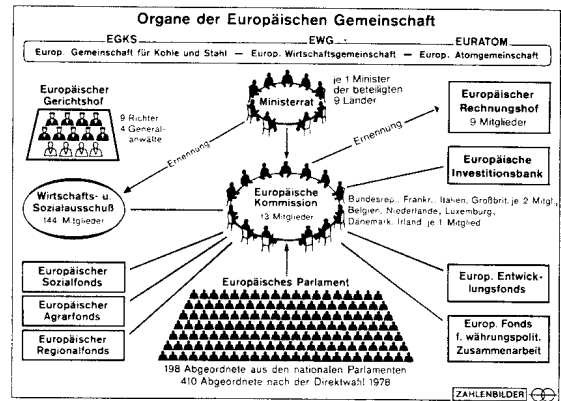 Organe der Europäischen Gemeinschaft
EGKS EWG EURATOM
Europ. Gemeinschaft für Kohle und Stahl — Europ. Wirtschaftsgemeinschaft — Europ. Atomgemeinschaft
Europäischer
Gerichtshof
9 Richter
4 General-
anwälte
Ministerrat
je 1 Minister
der beteiligten
9 Länder
Europäischer
Rechnungshof
9 Mitglieder
Ernennung
Ernennung
Europäische
Investitionsbank
Wirtschafts- u.
Sozialausschuß
144 Mitglieder
Europäische
Kommission
13 Mitglieder
Bundesrep., Frankr., Italien, Großbrit. je 2 Mitgl.,
Belgien, Niederlande, Luxemburg,
Dänemark, Irland je 1 Mitglied
Europäischer
Sozialfonds
Europäischer
Agrarfonds
Europäischer
Regionalfonds
Europäisches Parlament
Europ. Entwick-
lungsfonds
Europ. Fonds
f. währungspolit.
Zusammenarbeit
198 Abgeordnete aus den nationalen Parlamenten
410 Abgeordnete nach der Direktwahl 1978
ZAHLENBILDER